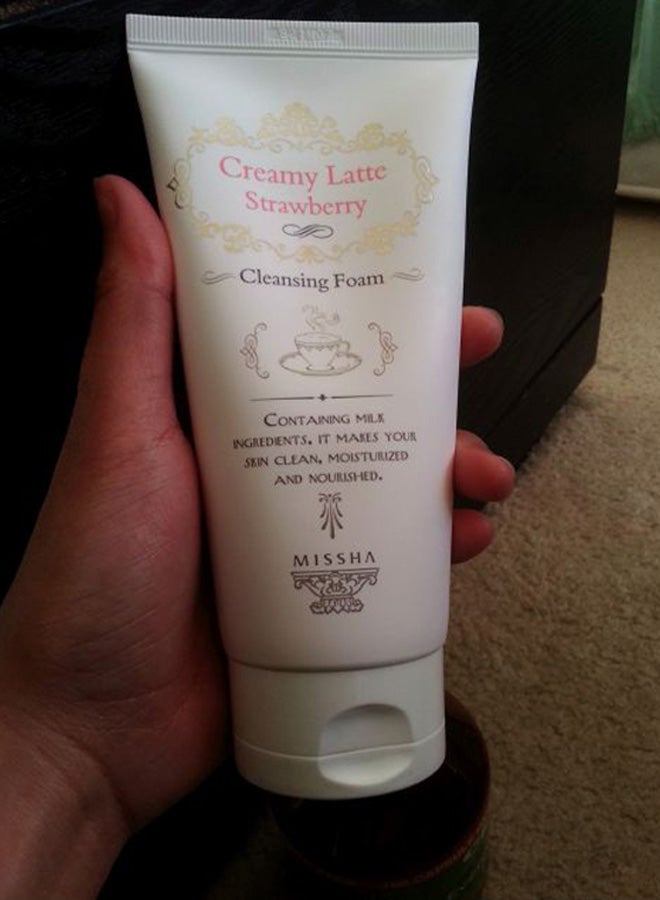 Creamy Latte
Strawberry
Cleansing Foam
CONTAINING MILK
INGREDIENTS, IT MAKES YOUR
SKIN CLEAN, MOISTURIZED
AND NOURISHED.
MISSHA